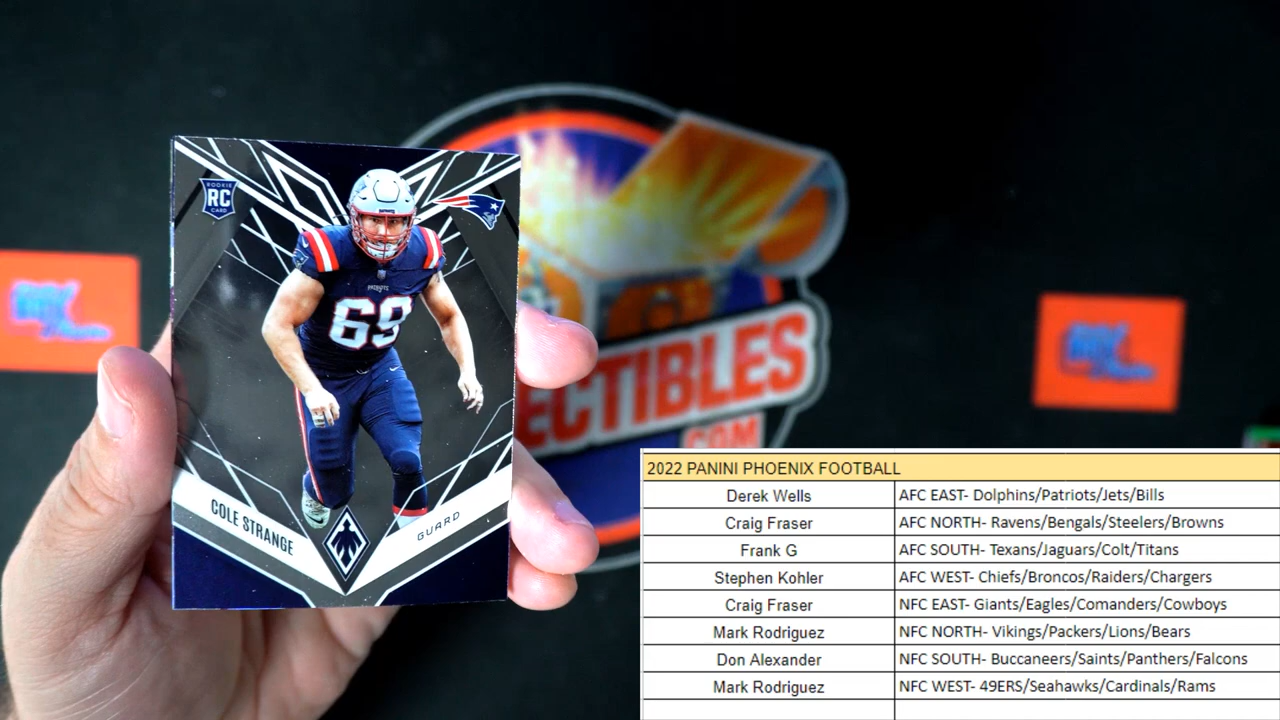 ROOKIE
RC
CARD
PATRIOTS
69
COLE STRANGE
GUARD
ECTIBLES
.COM
2022 PANINI PHOENIX FOOTBALL
Derek Wells AFC EAST- Dolphins/Patriots/Jets/Bills
Craig Fraser AFC NORTH- Ravens/Bengals/Steelers/Browns
Frank G AFC SOUTH- Texans/Jaguars/Colt/Titans
Stephen Kohler AFC WEST- Chiefs/Broncos/Raiders/Chargers
Craig Fraser NFC EAST- Giants/Eagles/Comanders/Cowboys
Mark Rodriguez NFC NORTH- Vikings/Packers/Lions/Bears
Don Alexander NFC SOUTH- Buccaneers/Saints/Panthers/Falcons
Mark Rodriguez NFC WEST- 49ERS/Seahawks/Cardinals/Rams